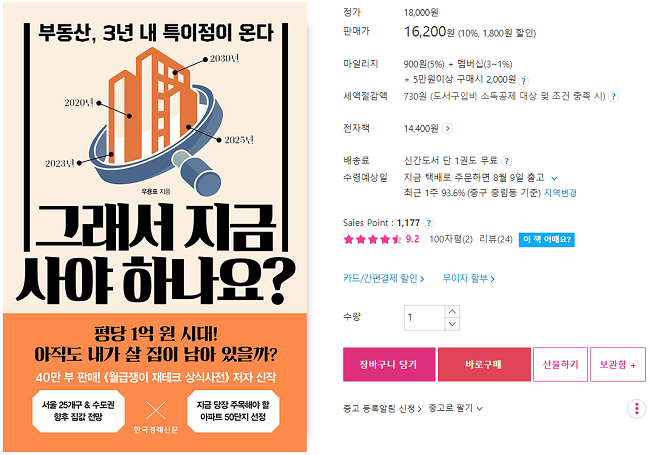 부동산, 3년 내 특이점이 온다
2030년
2020년
2025년
2023년
우용표 지음
그래서 지금
사야 하나요?
평당 1억 원 시대!
아직도 내가 살 집이 남아 있을까?
40만 부 판매! 《월급쟁이 재테크 상식사전》 저자 신작
서울 25개구 & 수도권
향후 집값 전망
한국경제신문
지금 당장 주목해야 할
아파트 50단지 선정
정가 18,000원
판매가 16,200원 (10%, 1,800원 할인)
마일리지 900원(5%) + 멤버십(3~1%)
+ 5만원이상 구매시 2,000원 ?
세액절감액 730원 (도서구입비 소득공제 대상 및 조건 충족 시) ?
전자책 14,400원 >
배송료 신간도서 단 1권도 무료 ?
수령예상일 지금 택배로 주문하면 8월 9일 출고
최근 1주 93.6% (중구 중림동 기준) 지역변경
Sales Point : 1,177 ?
9.2 100자평(2) 리뷰(24) 이 책 어때요?
카드/간편결제 할인 > 무이자 할부 >
수량 1
장바구니 담기 바로구매 선물하기 보관함 +
중고 등록알림 신청 > 중고로 팔기